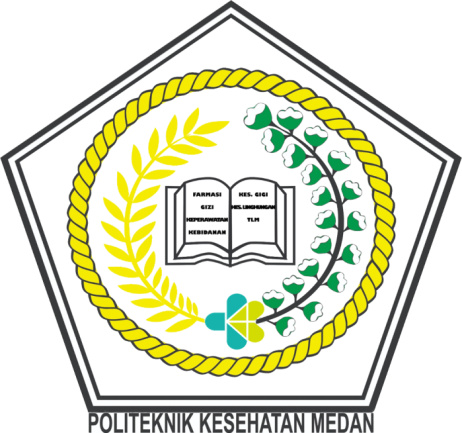 FARMASI
GIZI
KEPERAWATAN
KEBIDANAN
KES. GIGI
KES.LINGKUNGAN
TLM
POLITEKNIK KESEHATAN MEDAN